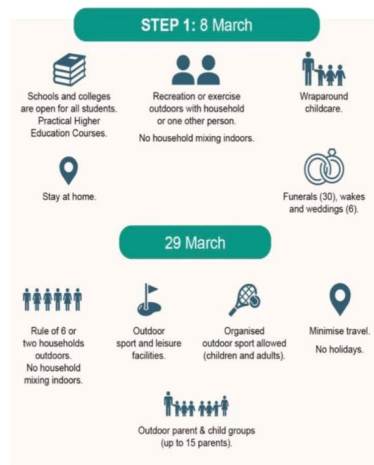 STEP 1: 8 March
Schools and colleges
are open for all students.
Practical Higher
Education Courses.
Recreation or exercise
outdoors with household
or one other person.
No household mixing indoors.
Wraparound
childcare.
Stay at home.
Funerals (30), wakes
and weddings (6).
29 March
Rule of 6 or
two households
outdoors.
No household
mixing indoors.
Outdoor
sport and leisure
facilities.
Organised
outdoor sport allowed
(children and adults).
Minimise travel.
No holidays.
Outdoor parent & child groups
(up to 15 parents).